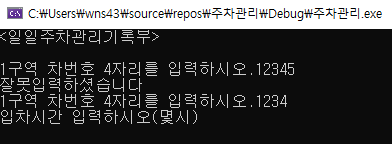 C:\Users\wns43\source\repos\주차관리\Debug\주차관리.exe
<일일주차관리기록부>
1구역 차번호 4자리를 입력하시오.12345
잘못입력하셨습니다
1구역 차번호 4자리를 입력하시오.1234
입차시간 입력하시오(몇시)